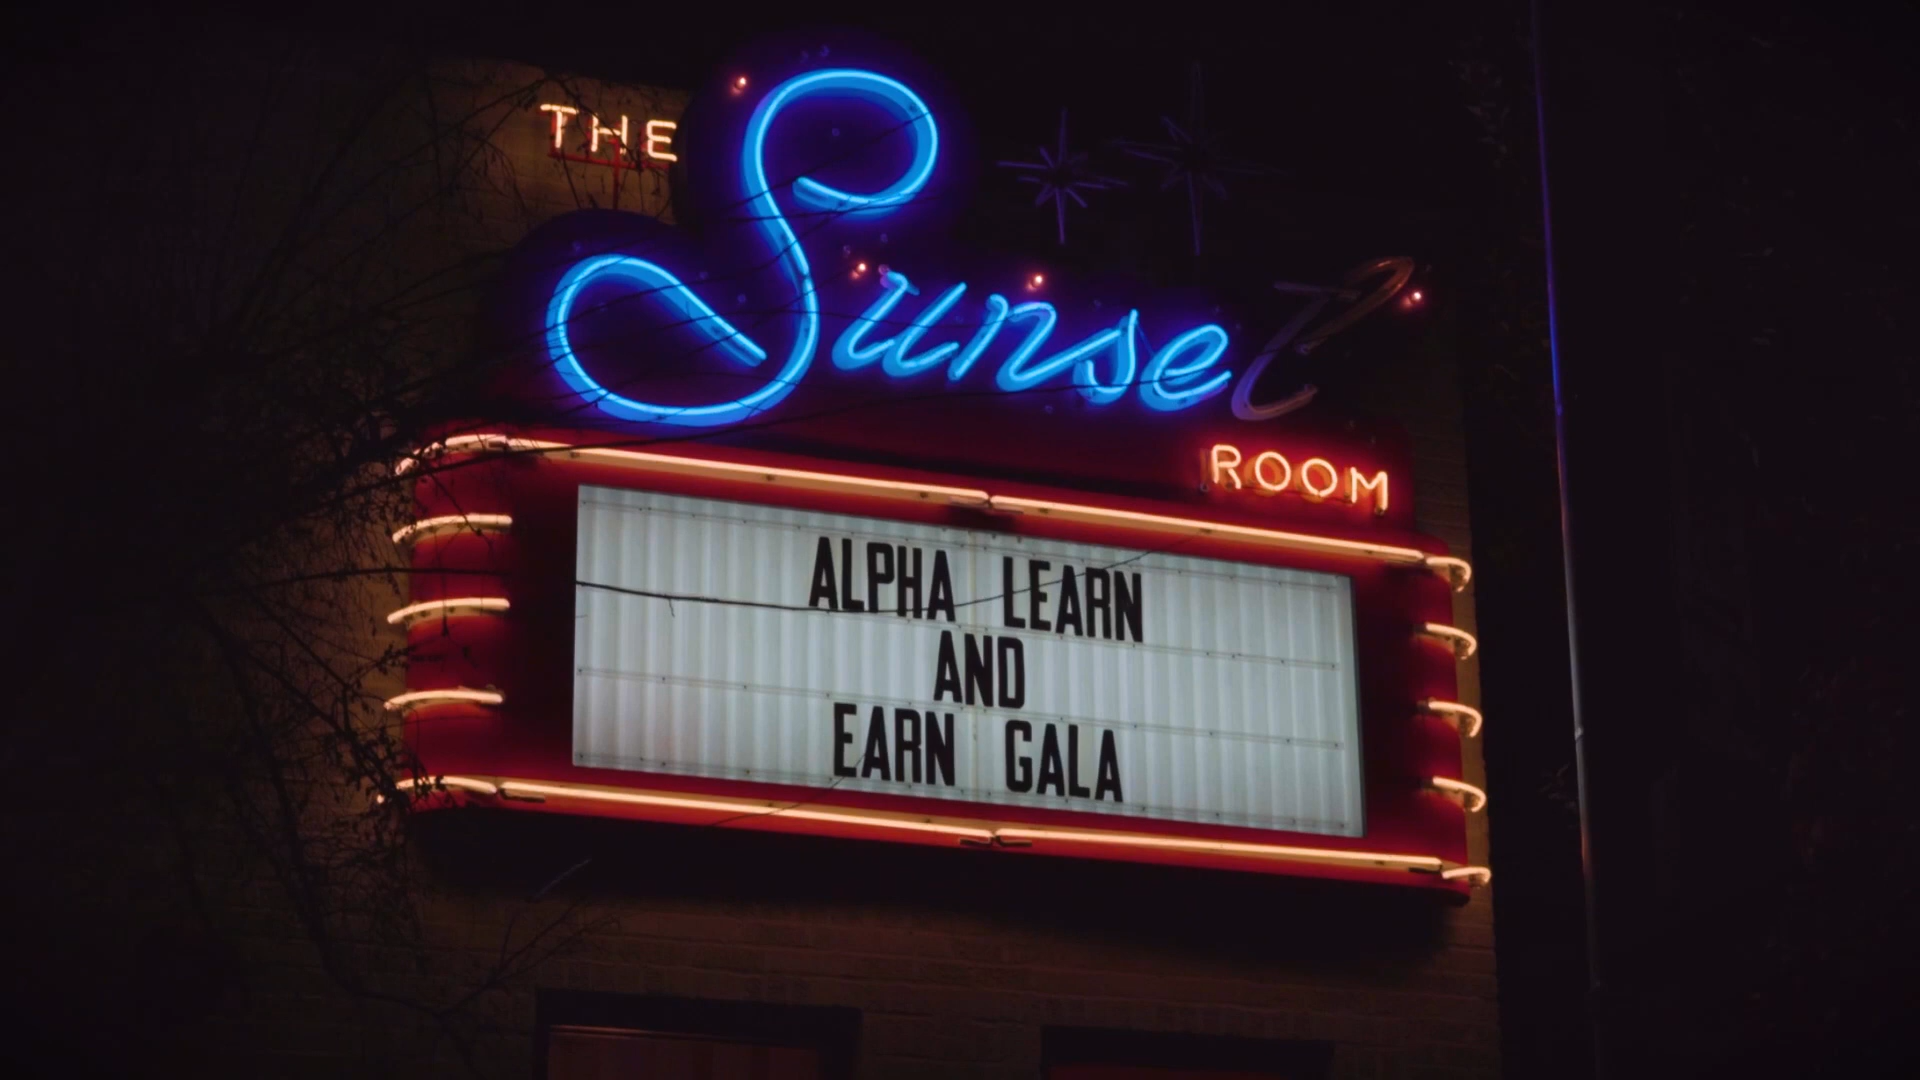 THE
Sunset
ROOM
ALPHA LEARN
AND
EARN GALA